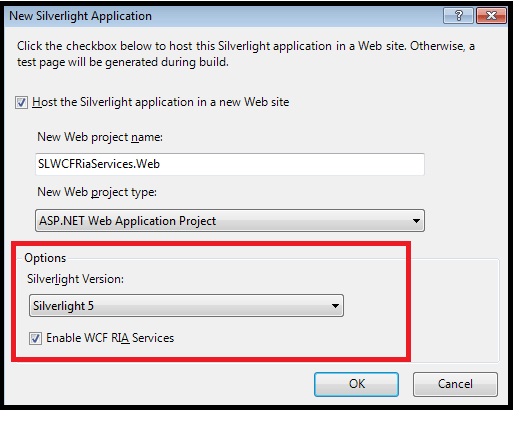 New Silverlight Application
Click the checkbox below to host this Silverlight application in a Web site. Otherwise, a
test page will be generated during build.
Host the Silverlight application in a new Web site
New Web project name:
SLWCFRiaServices.Web
New Web project type:
ASP.NET Web Application Project
Options
Silverlight Version:
Silverlight 5
Enable WCF RIA Services
OK Cancel